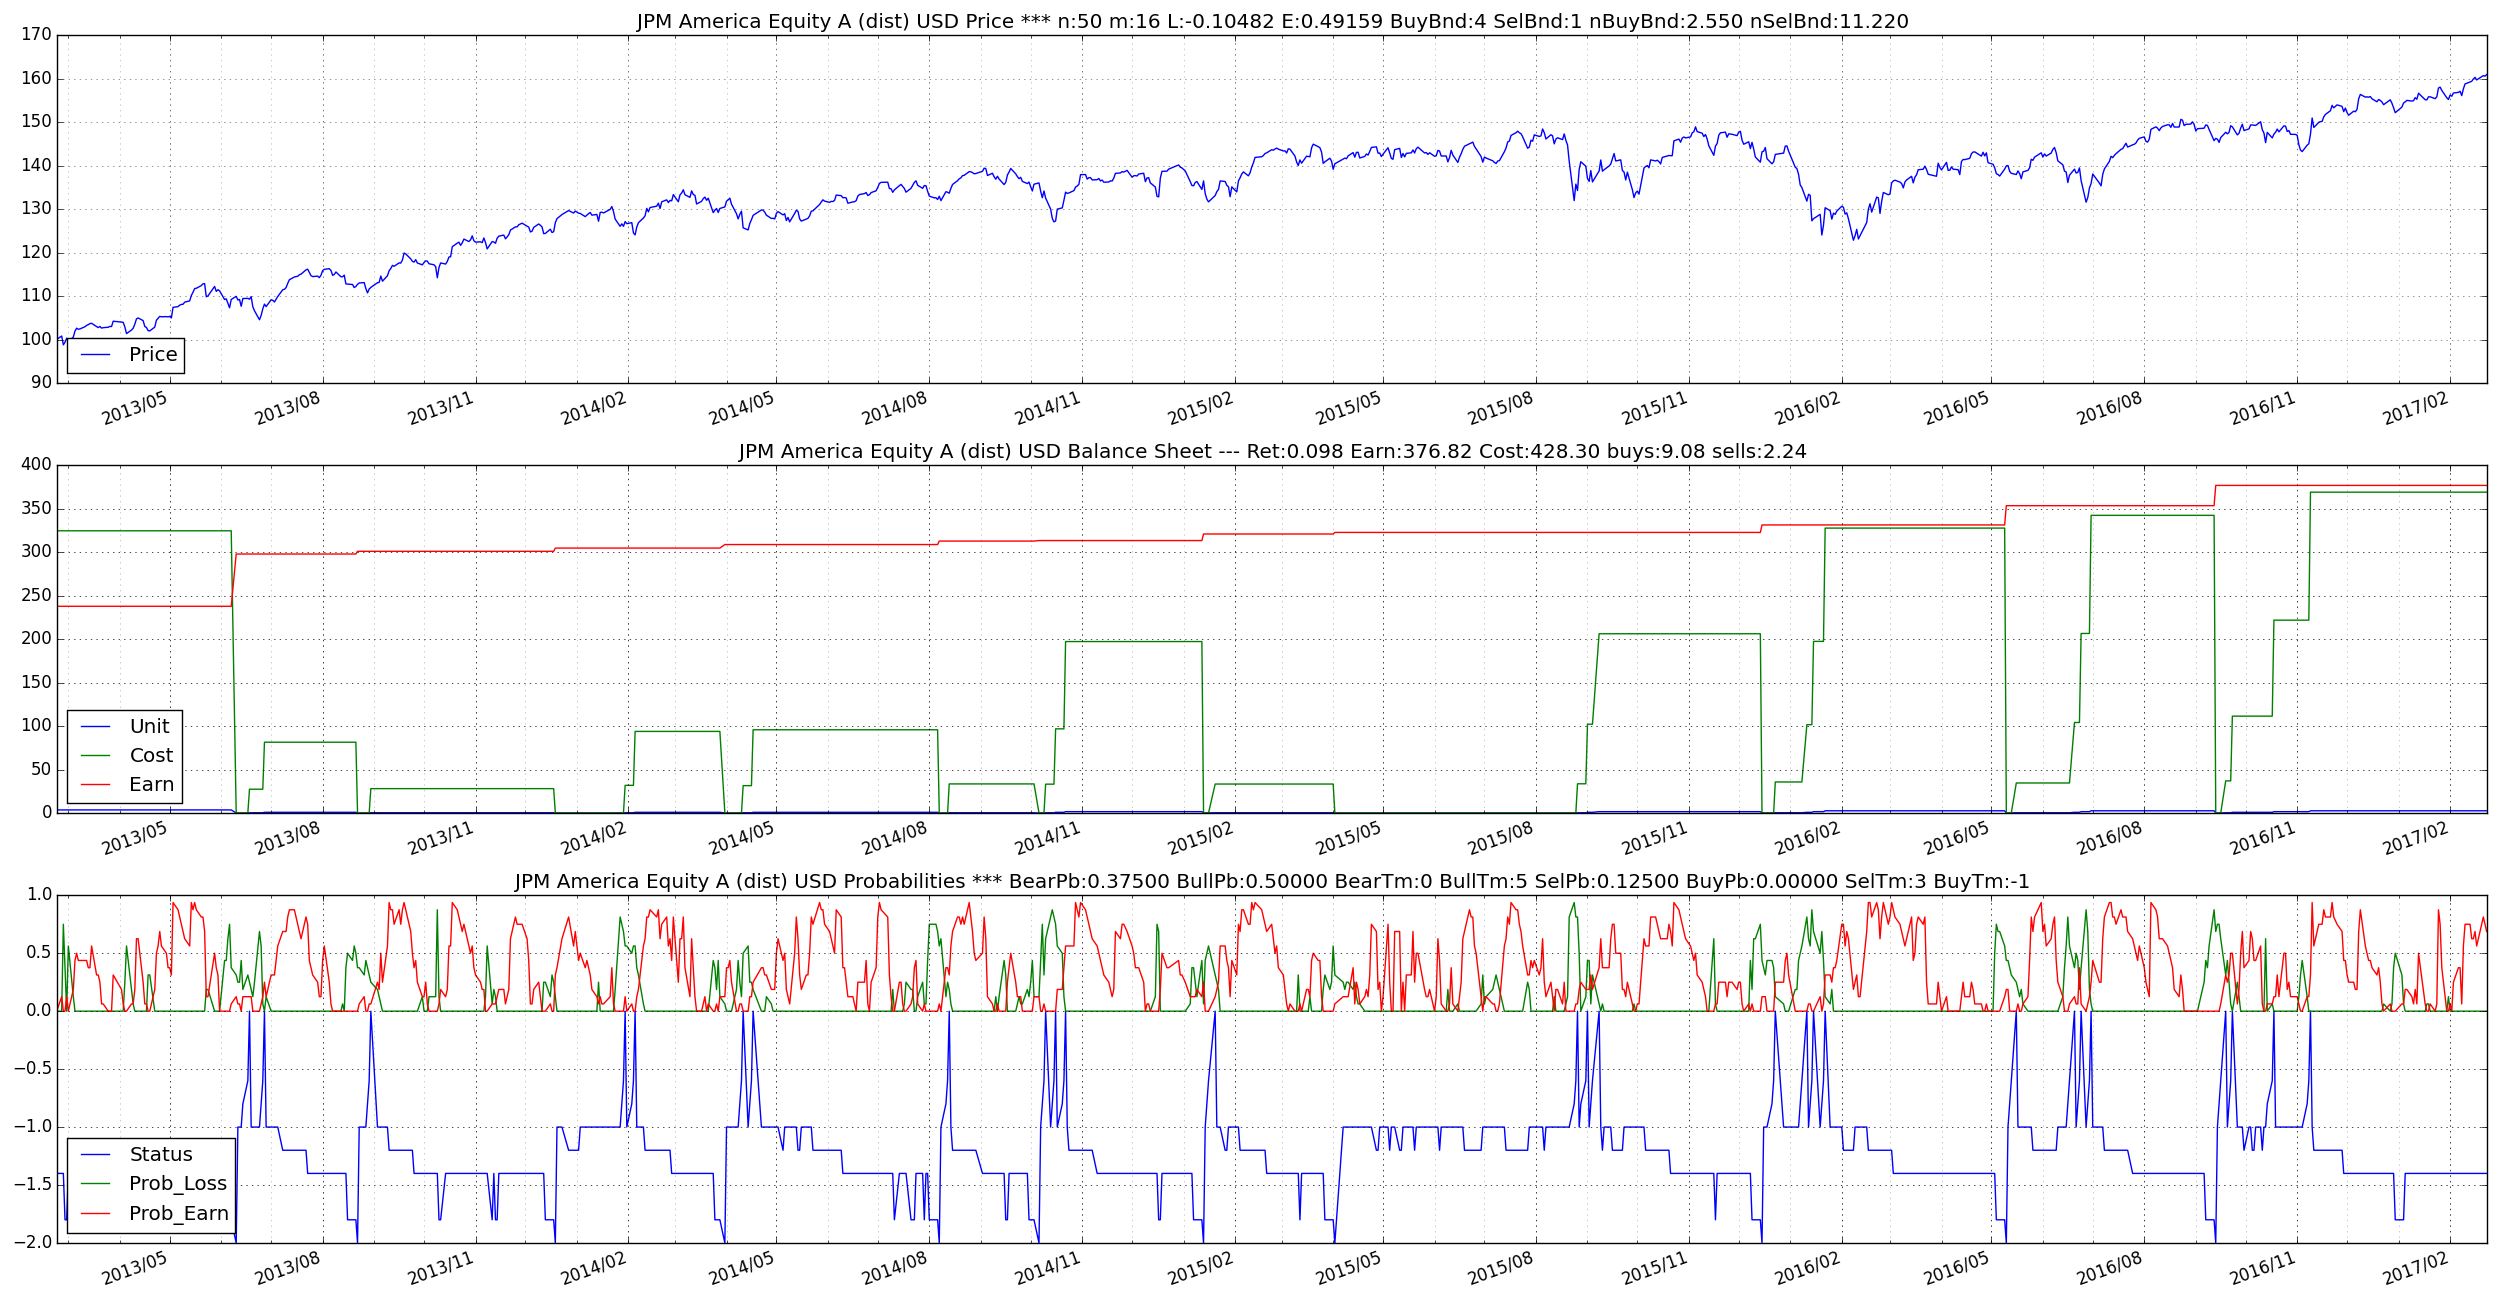 JPM America Equity A (dist) USD Price *** n:50 m:16 L:-0.10482 E:0.49159 BuyBnd:4 SelBnd:1 nBuyBnd:2.550 nSelBnd:11.220
170
160
150
140
130
120
110
100
90
Price
2013/05 2013/08 2013/11 2014/02 2014/05 2014/08 2014/11 2015/02 2015/05 2015/08 2015/11 2016/02 2016/05 2016/08 2016/11 2017/02
JPM America Equity A (dist) USD Balance Sheet --- Ret:0.098 Earn:376.82 Cost:428.30 buys:9.08 sells:2.24
400
350
300
250
200
150
100
50
0
Unit
Cost
Earn
2013/05 2013/08 2013/11 2014/02 2014/05 2014/08 2014/11 2015/02 2015/05 2015/08 2015/11 2016/02 2016/05 2016/08 2016/11 2017/02
JPM America Equity A (dist) USD Probabilities *** BearPb:0.37500 BullPb:0.50000 BearTm:0 BullTm:5 SelPb:0.12500 BuyPb:0.00000 SelTm:3 BuyTm:-1
1.0
0.5
0.0
−0.5
−1.0
−1.5
−2.0
Status
Prob_Loss
Prob_Earn
2013/05 2013/08 2013/11 2014/02 2014/05 2014/08 2014/11 2015/02 2015/05 2015/08 2015/11 2016/02 2016/05 2016/08 2016/11 2017/02